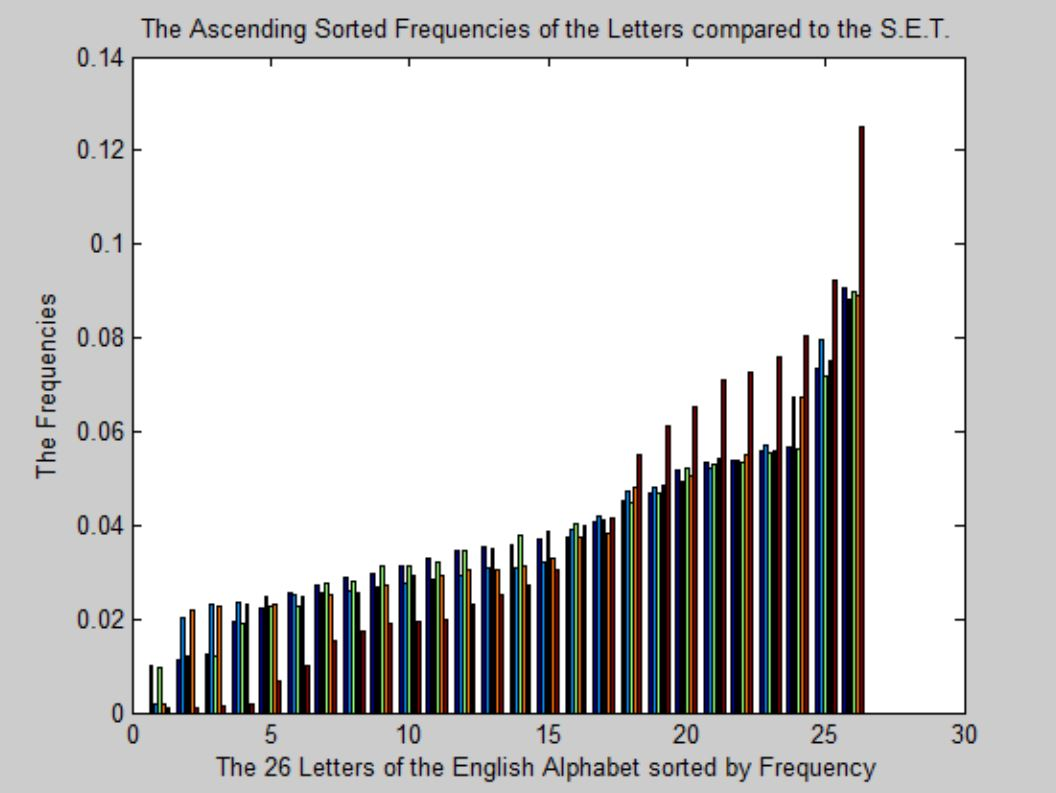 The Ascending Sorted Frequencies of the Letters compared to the S.E.T.
0.14
0.12
0.1
0.08
0.06
0.04
0.02
0
The Frequencies
0 5 10 15 20 25 30
The 26 Letters of the English Alphabet sorted by Frequency